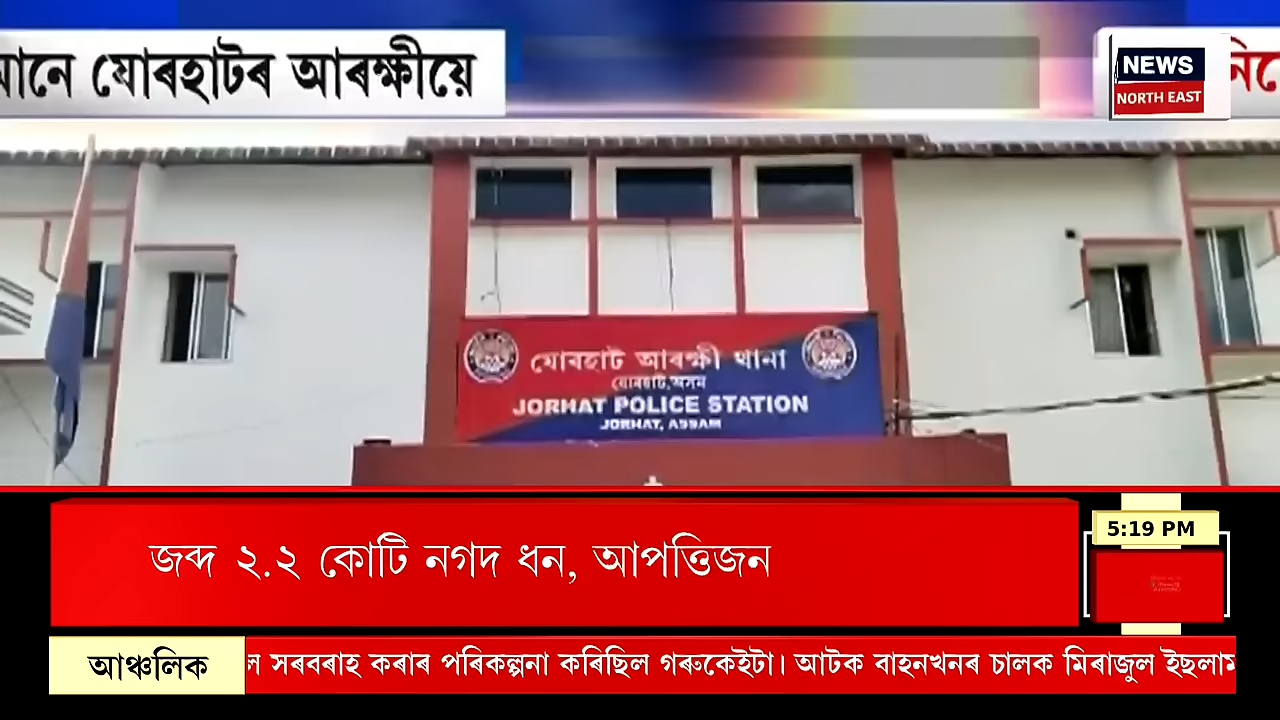 মানে যোৰহাটৰ আৰক্ষীয়ে
NEWS
NORTH EAST
যোৰহাট আৰক্ষী থানা
যোৰহাট, অসম
JORHAT POLICE STATION
JORHAT, ASSAM
জব্দ ২.২ কোটি নগদ ধন, আপত্তিজন
5:19 PM
আঞ্চলিক
সৰবৰাহ কৰাৰ পৰিকল্পনা কৰিছিল গৰুকেইটা। আটক বাহনখনৰ চালক মিৰাজুল ইছলাম